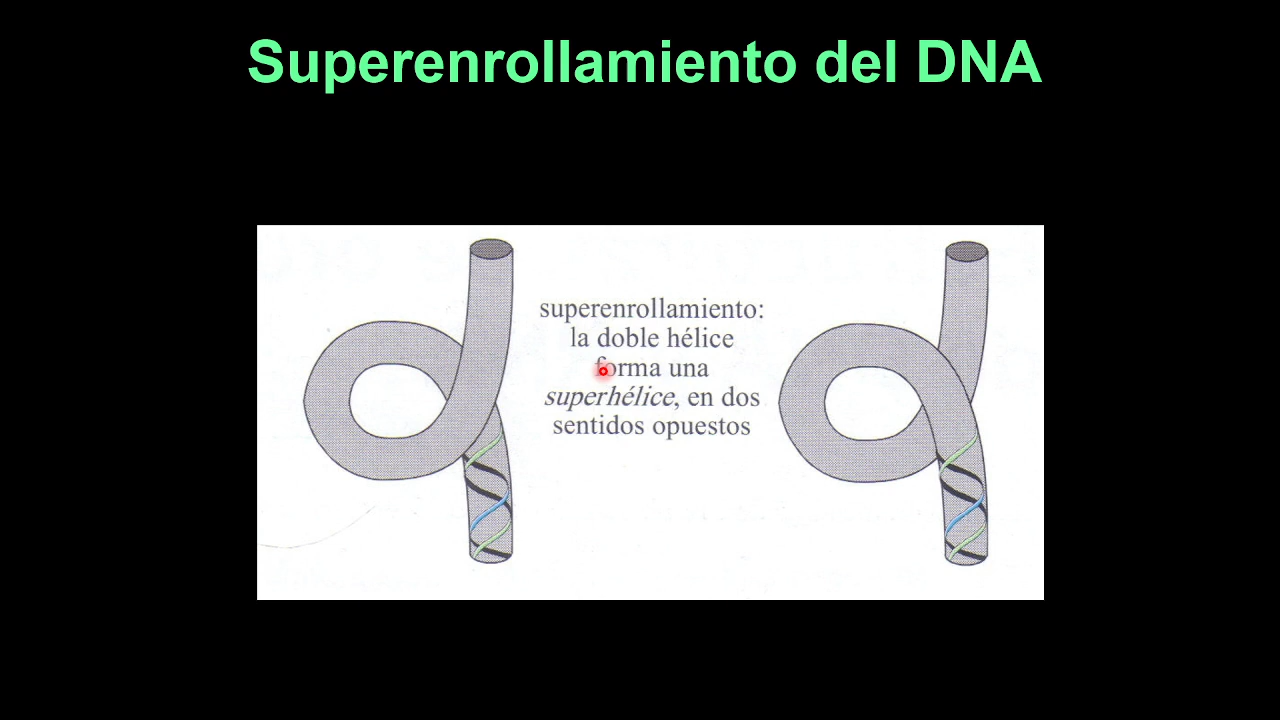 Superenrollamiento del DNA
superenrollamiento:
la doble hélice
forma una
superhélice, en dos
sentidos opuestos